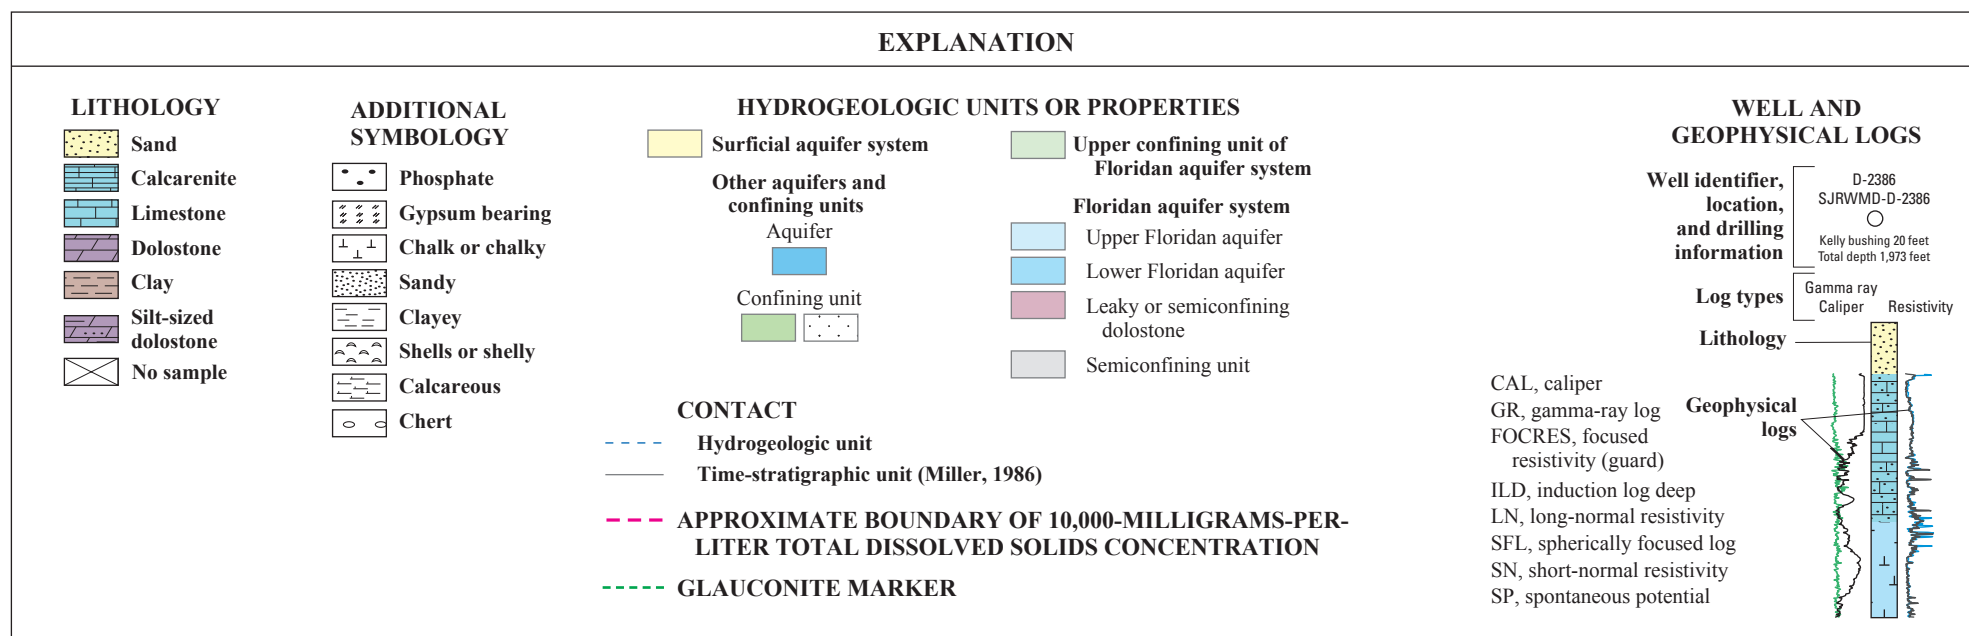 EXPLANATION
LITHOLOGY
Sand
Calcarenite
Limestone
Dolostone
Clay
Silt-sized
dolostone
No sample
ADDITIONAL
SYMBOLOGY
Phosphate
Gypsum bearing
Chalk or chalky
Sandy
Clayey
Shells or shelly
Calcareous
Chert
HYDROGEOLOGIC UNITS OR PROPERTIES
Surficial aquifer system
Other aquifers and
confining units
Aquifer
Confining unit
Upper confining unit of
Floridan aquifer system
Floridan aquifer system
Upper Floridan aquifer
Lower Floridan aquifer
Leaky or semiconfining
dolostone
Semiconfining unit
CONTACT
Hydrogeologic unit
Time-stratigraphic unit (Miller, 1986)
APPROXIMATE BOUNDARY OF 10,000-MILLIGRAMS-PER-
LITER TOTAL DISSOLVED SOLIDS CONCENTRATION
GLAUCONITE MARKER
WELL AND
GEOPHYSICAL LOGS
Well identifier,
location,
and drilling
information
D-2386
SJRWMD-D-2386
Kelly bushing 20 feet
Total depth 1,973 feet
Log types
Gamma ray
Caliper Resistivity
Lithology
Geophysical
logs
CAL, caliper
GR, gamma-ray log
FOCRES, focused
resistivity (guard)
ILD, induction log deep
LN, long-normal resistivity
SFL, spherically focused log
SN, short-normal resistivity
SP, spontaneous potential